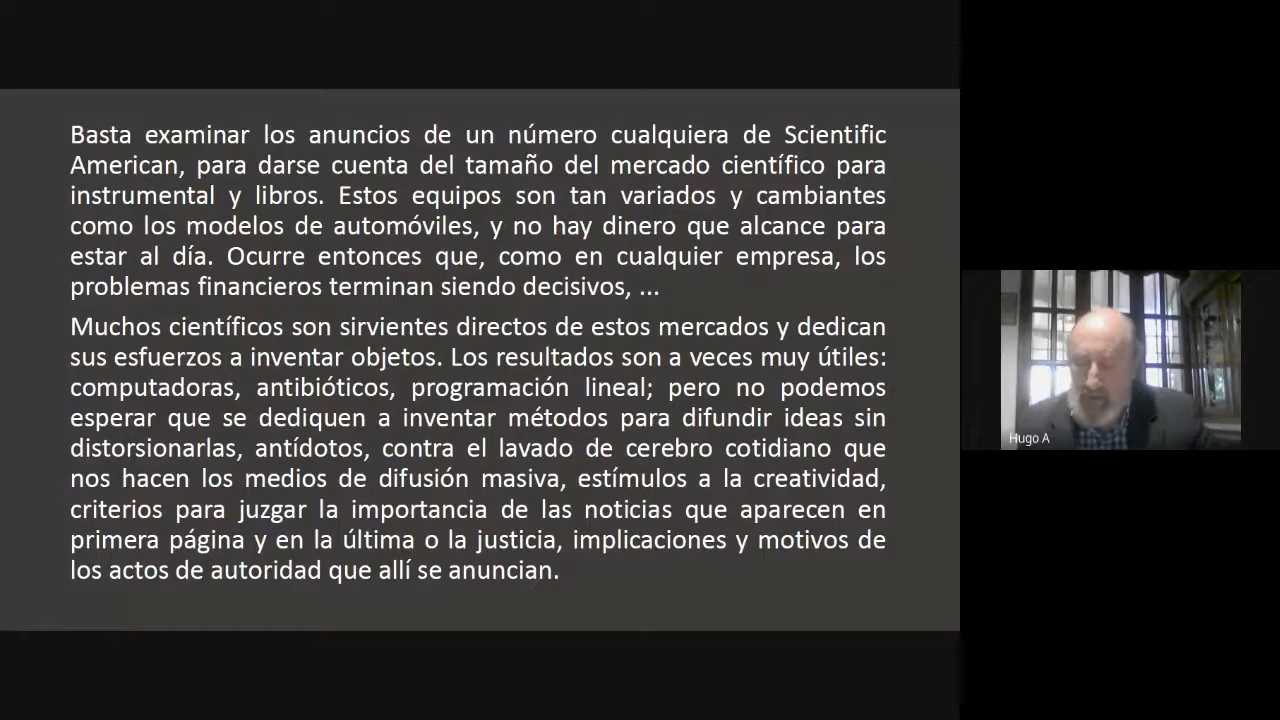 Basta examinar los anuncios de un número cualquiera de Scientific
American, para darse cuenta del tamaño del mercado científico para
instrumental y libros. Estos equipos son tan variados y cambiantes
como los modelos de automóviles, y no hay dinero que alcance para
estar al día. Ocurre entonces que, como en cualquier empresa, los
problemas financieros terminan siendo decisivos, ...
Muchos científicos son sirvientes directos de estos mercados y dedican
sus esfuerzos a inventar objetos. Los resultados son a veces muy útiles:
computadoras, antibióticos, programación lineal; pero no podemos
esperar que se dediquen a inventar métodos para difundir ideas sin
distorsionarlas, antídotos, contra el lavado de cerebro cotidiano que
nos hacen los medios de difusión masiva, estímulos a la creatividad,
criterios para juzgar la importancia de las noticias que aparecen en
primera página y en la última o la justicia, implicaciones y motivos de
los actos de autoridad que allí se anuncian.
Hugo A